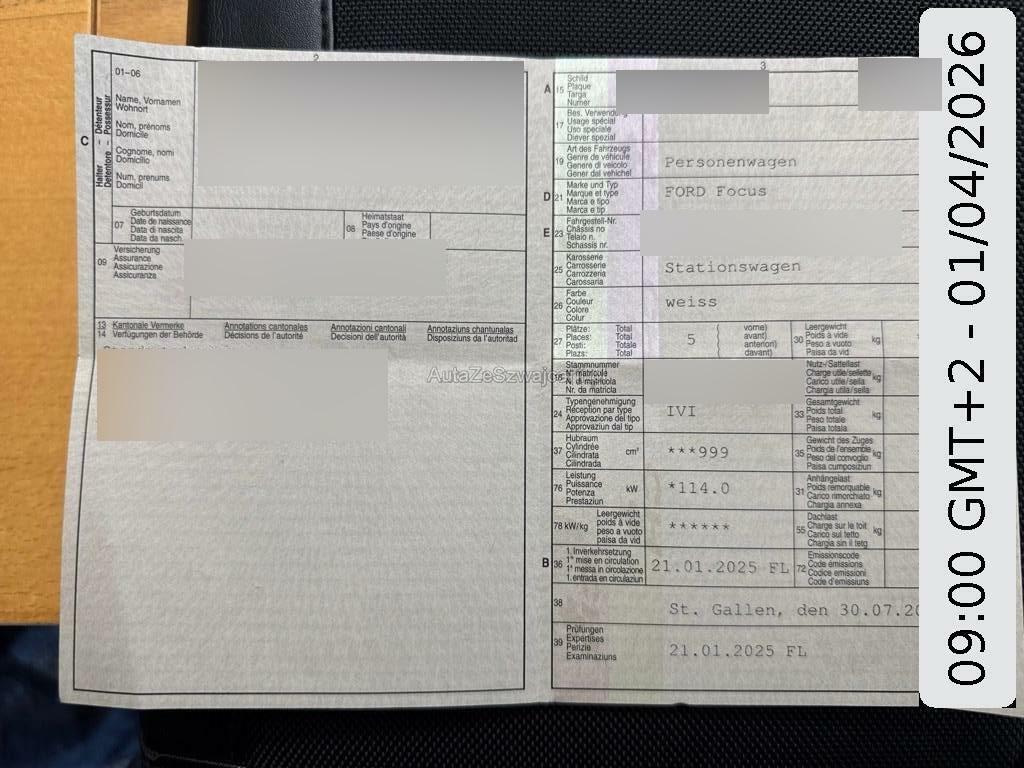 2
01–06
Name, Vornamen
Wohnort
Nom, prénoms
Domicile
Cognome, nomi
Domicilio
Num, prenums
Domicil
C
Halter – Détenteur
Detentore – Possessur
07
Geburtsdatum
Date de naissance
Data di nascita
Data da nasch.
08
Heimatstaat
Pays d'origine
Paese d'origine
09
Versicherung
Assurance
Assicurazione
Assicuranza
13 Kantonale Vermerke Annotations cantonales Annotazioni cantonali Annotaziuns chantunalas
14 Verfügungen der Behörde Décisions de l'autorité Decisioni dell'autorità Disposiziuns da l'autoritad
3
A 15
Schild
Plaque
Targa
Numer
17
Bes. Verwendung
Usage spécial
Uso speciale
Diever spezial
19
Art des Fahrzeugs
Genre de véhicule
Genere di veicolo
Gener dal vehichel
Personenwagen
D 21
Marke und Typ
Marque et type
Marca e tipo
Marca e tip
FORD Focus
E 23
Fahrgestell-Nr.
Châssis no
Telaio n.
Schassis nr.
25
Karosserie
Carrosserie
Carrozzeria
Carossaria
Stationswagen
26
Farbe
Couleur
Colore
Colur
weiss
27
Plätze: Total
Places: Total
Posti: Totale
Plazs: Total
5
vorne)
avant)
anteriori)
davant)
30
Leergewicht
Poids à vide
Peso a vuoto
Paisa da vid
kg
Stammnummer
N° matricule
N. di matricola
Nr. da matricla
Nutz-/Sattellast
Charge utile/sellette
Carico utile/sella
Chargia utila/sella
kg
24
Typengenehmigung
Réception par type
Approvazione del tipo
Approvaziun dal tip
IVI
33
Gesamtgewicht
Poids total
Peso totale
Paisa totala
kg
37
Hubraum
Cylindrée
Cilindrata
Cilindrada
cm³
***999
35
Gewicht des Zuges
Poids de l'ensemble
Peso del convoglio
Paisa cumposiziun
kg
76
Leistung
Puissance
Potenza
Prestaziun
kW
*114.0
31
Anhängelast
Poids remorquable
Carico rimorchiato
Chargia annexa
kg
78 kW/kg
Leergewicht
poids à vide
peso a vuoto
paisa da vid
******
55
Dachlast
Charge sur le toit
Carico sul tetto
Chargia sin il tetg
kg
B 36
1. Inverkehrsetzung
1re mise en circulation
1a messa in circolazione
1. entrada en circulaziun
21.01.2025 FL
72
Emissionscode
Code émissions
Codice emissioni
Code d'emissiuns
38
St. Gallen, den 30.07.20
39
Prüfungen
Expertises
Perizie
Examinaziuns
21.01.2025 FL
09:00 GMT+2 - 01/04/2026